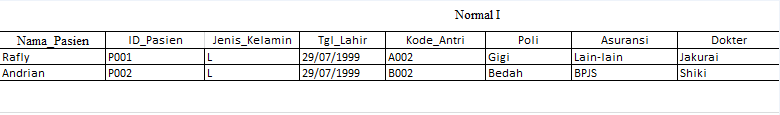 Normal I
Nama_Pasien ID_Pasien Jenis_Kelamin Tgl_Lahir Kode_Antri Poli Asuransi Dokter
Rafly P001 L 29/07/1999 A002 Gigi Lain-lain Jakurai
Andrian P002 L 29/07/1999 B002 Bedah BPJS Shiki